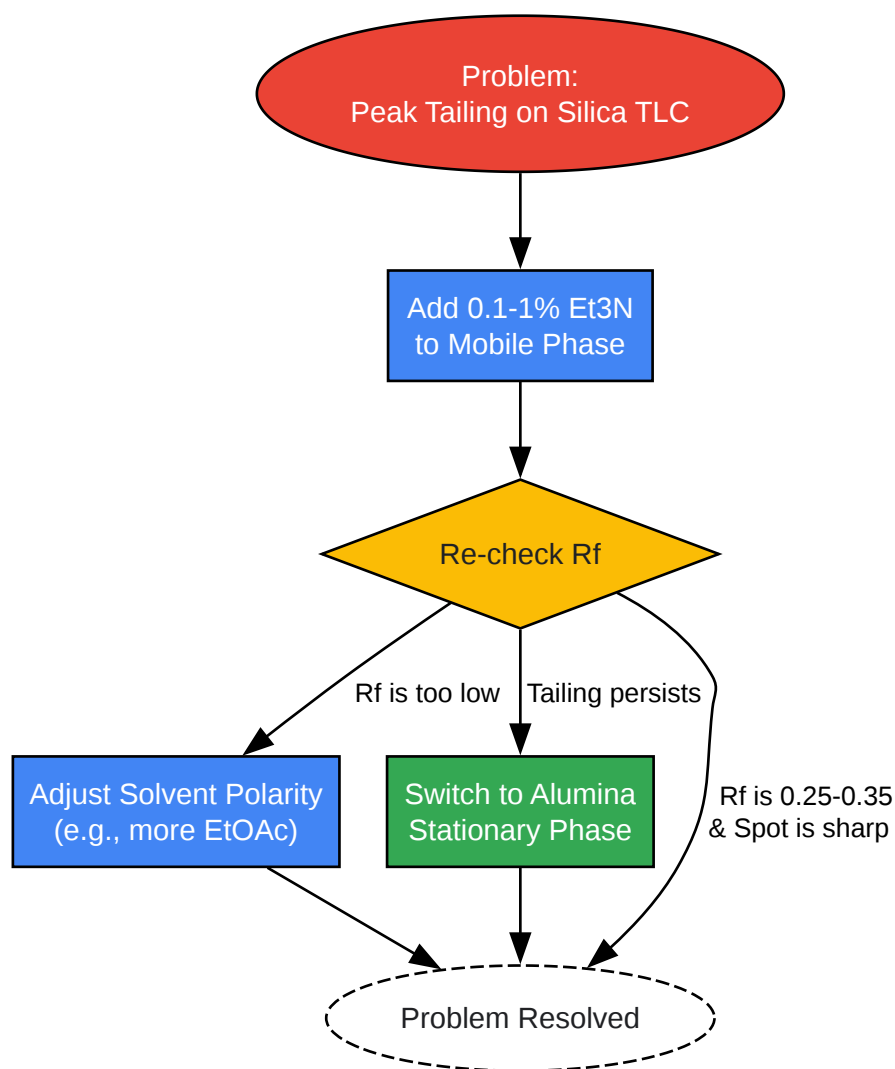 Problem:
Peak Tailing on Silica TLC
Add 0.1-1% Et3N
to Mobile Phase
Re-check Rf
Rf is too low
Tailing persists
Rf is 0.25-0.35
& Spot is sharp
Adjust Solvent Polarity
(e.g., more EtOAc)
Switch to Alumina
Stationary Phase
Problem Resolved